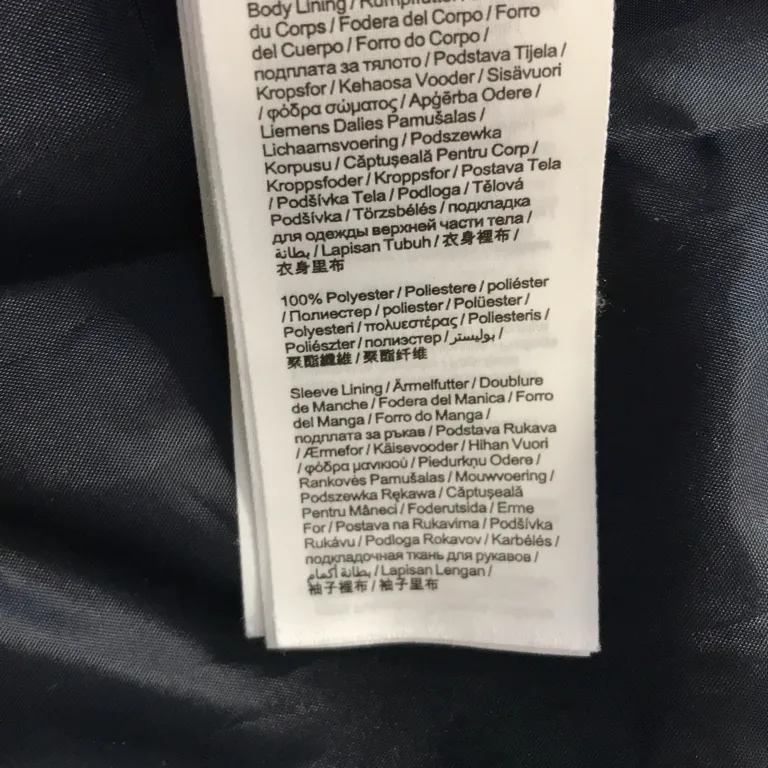 Body Lining / Rumpffutter
du Corps / Fodera del Corpo / Forro
del Cuerpo / Forro do Corpo /
подплата за тялото / Podstava Tijela /
Kropsfor / Kehaosa Vooder / Sisävuori
/ φόδρα σώματος / Apģērba Odere /
Liemens Dalies Pamušalas /
Lichaamsvoering / Podszewka
Korpusu / Căptușeală Pentru Corp /
Kroppsfoder / Kroppsfor / Postava Tela
/ Podšívka Tela / Podloga / Tělová
Podšívka / Törzsbélés / подкладка
для одежды верхней части тела /
بطانة / Lapisan Tubuh / 衣身裡布 /
衣身里布
100% Polyester / Poliestere / poliéster
/ Полиестер / poliester / Polüester /
Polyesteri / πολυεστέρας / Poliesteris /
Poliészter / полиэстер / بوليستر /
聚酯纖維 / 聚酯纤维
Sleeve Lining / Ärmelfutter / Doublure
de Manche / Fodera del Manica / Forro
del Manga / Forro do Manga /
подплата за ръкав / Podstava Rukava
/ Ærmefor / Käisevooder / Hihan Vuori
/ φόδρα μανικιού / Piedurkņu Odere /
Rankovės Pamušalas / Mouwvoering /
Podszewka Rękawa / Căptușeală
Pentru Mâneci / Foderutsida / Erme
For / Postava na Rukavima / Podšívka
Rukávu / Podloga Rokavov / Karbélés /
подкладочная ткань для рукавов /
بطانة أكمام / Lapisan Lengan /
袖子裡布 / 袖子里布